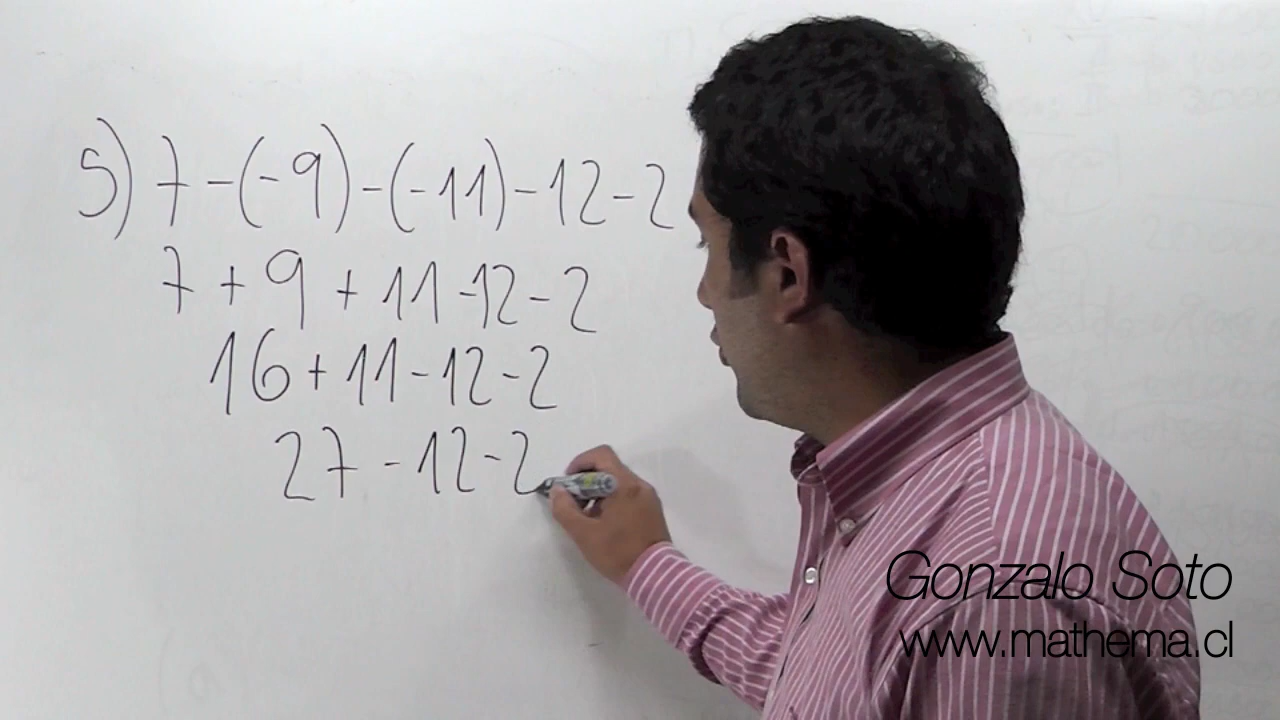 5) 7 - (-9) - (-11) - 12 - 2
7 + 9 + 11 - 12 - 2
16 + 11 - 12 - 2
27 - 12 - 2
Gonzalo Soto
www.mathema.cl